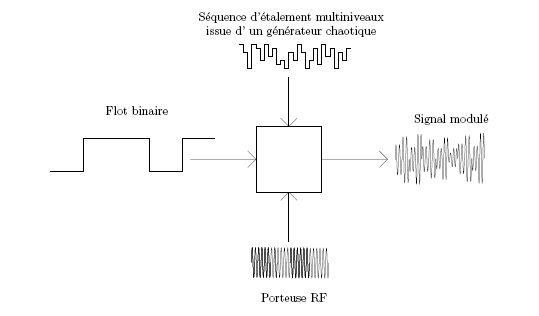 Séquence d'étalement multiniveaux
issue d' un générateur chaotique
Flot binaire
Signal modulé
Porteuse RF